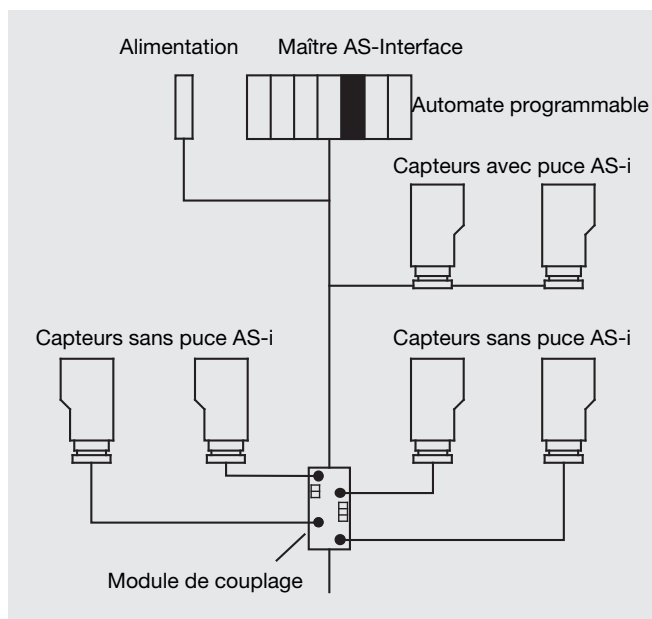 Alimentation
Maître AS-Interface
Automate programmable
Capteurs avec puce AS-i
Capteurs sans puce AS-i
Capteurs sans puce AS-i
Module de couplage